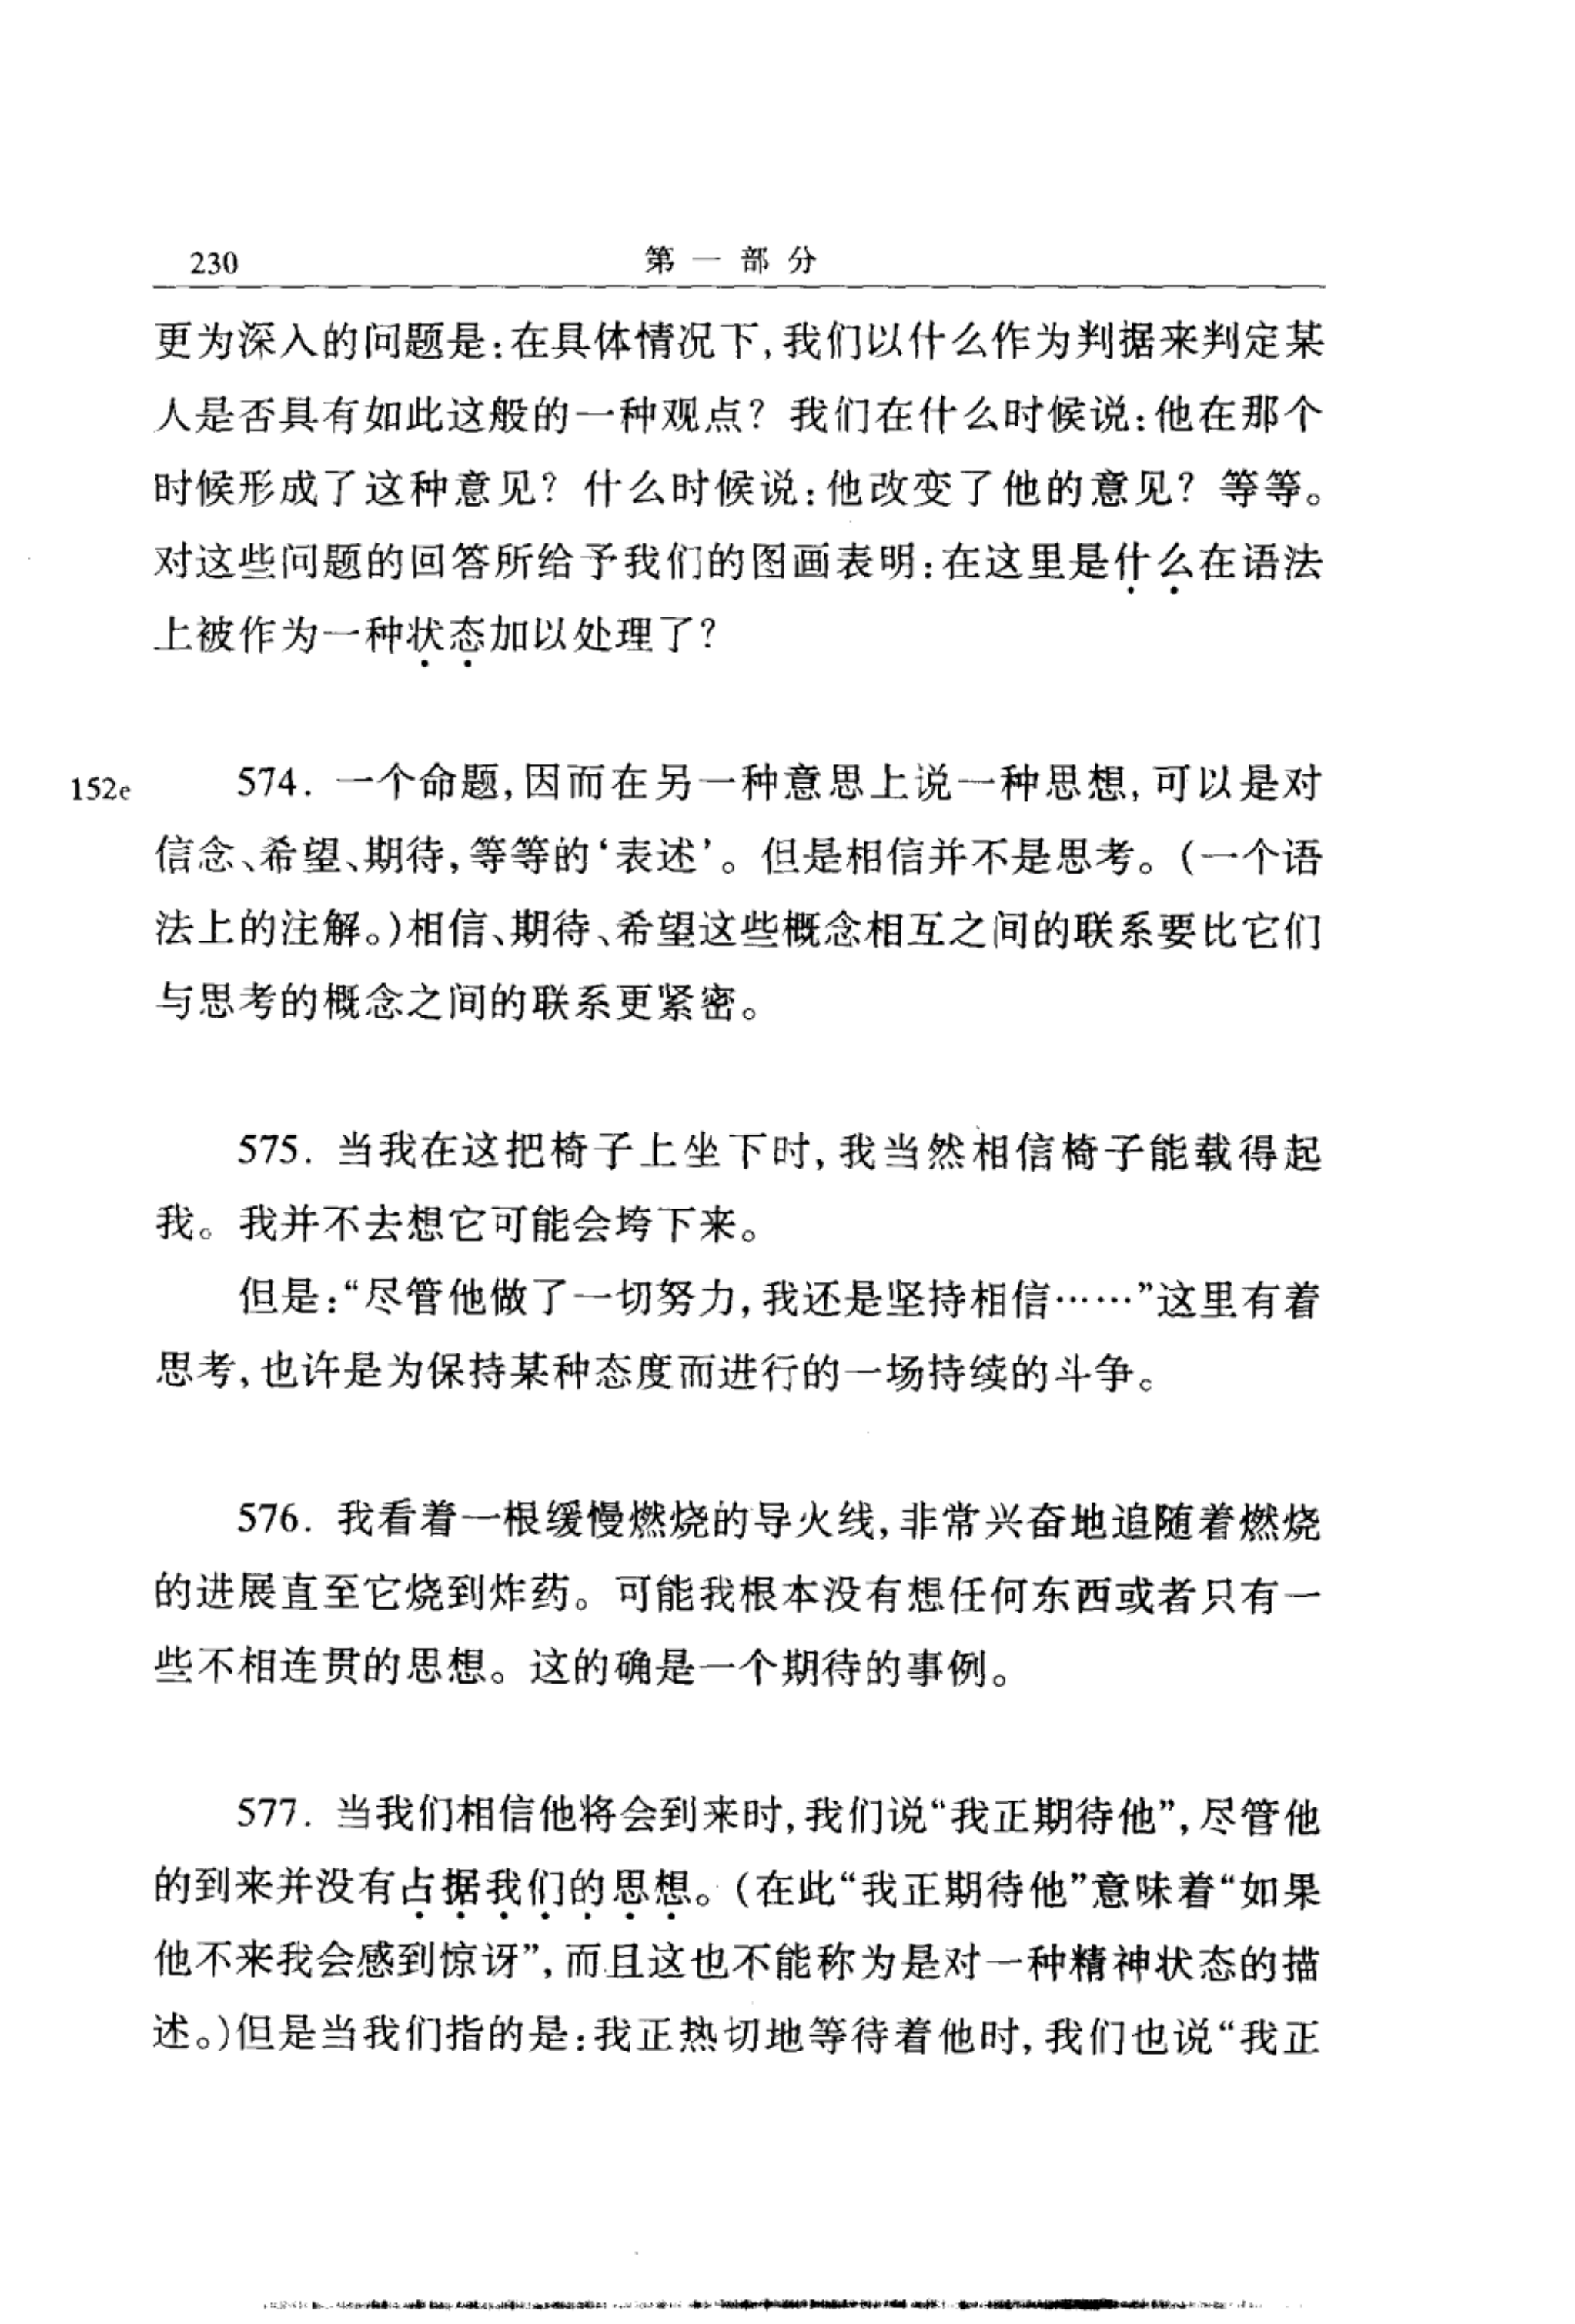 230 第一部分
更为深入的问题是:在具体情况下,我们以什么作为判据来判定某
人是否具有如此这般的一种观点? 我们在什么时候说:他在那个
时候形成了这种意见? 什么时候说:他改变了他的意见? 等等。
对这些问题的回答所给予我们的图画表明:在这里是什么在语法
上被作为一种状态加以处理了?
152e 574. 一个命题,因而在另一种意思上说一种思想,可以是对
信念、希望、期待,等等的‘表述’。但是相信并不是思考。(一个语
法上的注解。)相信、期待、希望这些概念相互之间的联系要比它们
与思考的概念之间的联系更紧密。
575. 当我在这把椅子上坐下时,我当然相信椅子能载得起
我。我并不去想它可能会垮下来。
但是:“尽管他做了一切努力,我还是坚持相信……”这里有着
思考,也许是为保持某种态度而进行的一场持续的斗争。
576. 我看着一根缓慢燃烧的导火线,非常兴奋地追随着燃烧
的进展直至它烧到炸药。可能我根本没有想任何东西或者只有一
些不相连贯的思想。这的确是一个期待的事例。
577. 当我们相信他将会到来时,我们说“我正期待他”,尽管他
的到来并没有占据我们的思想。(在此“我正期待他”意味着“如果
他不来我会感到惊讶”,而且这也不能称为是对一种精神状态的描
述。)但是当我们指的是:我正热切地等待着他时,我们也说“我正